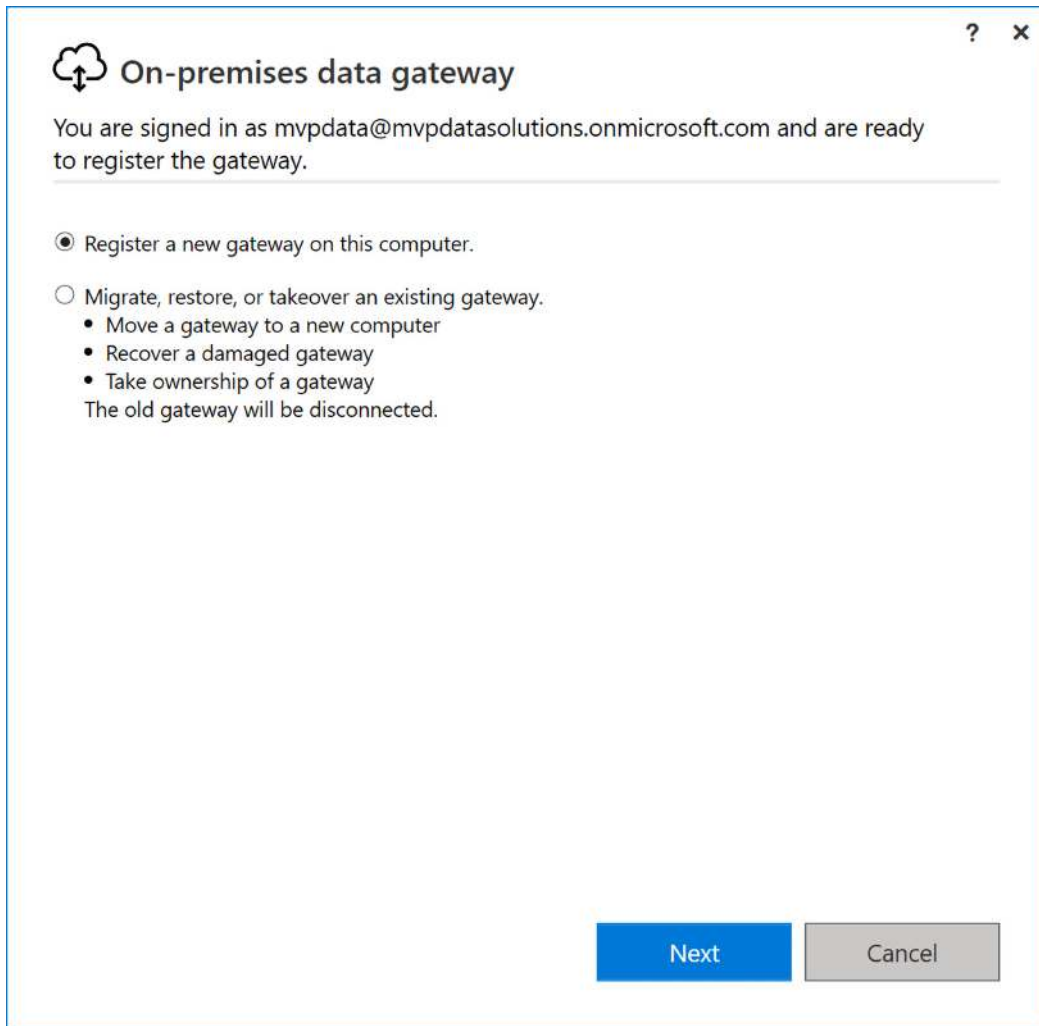 ? ×
On-premises data gateway
You are signed in as mvpdata@mvpdatasolutions.onmicrosoft.com and are ready
to register the gateway.
Register a new gateway on this computer.
Migrate, restore, or takeover an existing gateway.
• Move a gateway to a new computer
• Recover a damaged gateway
• Take ownership of a gateway
The old gateway will be disconnected.
Next Cancel